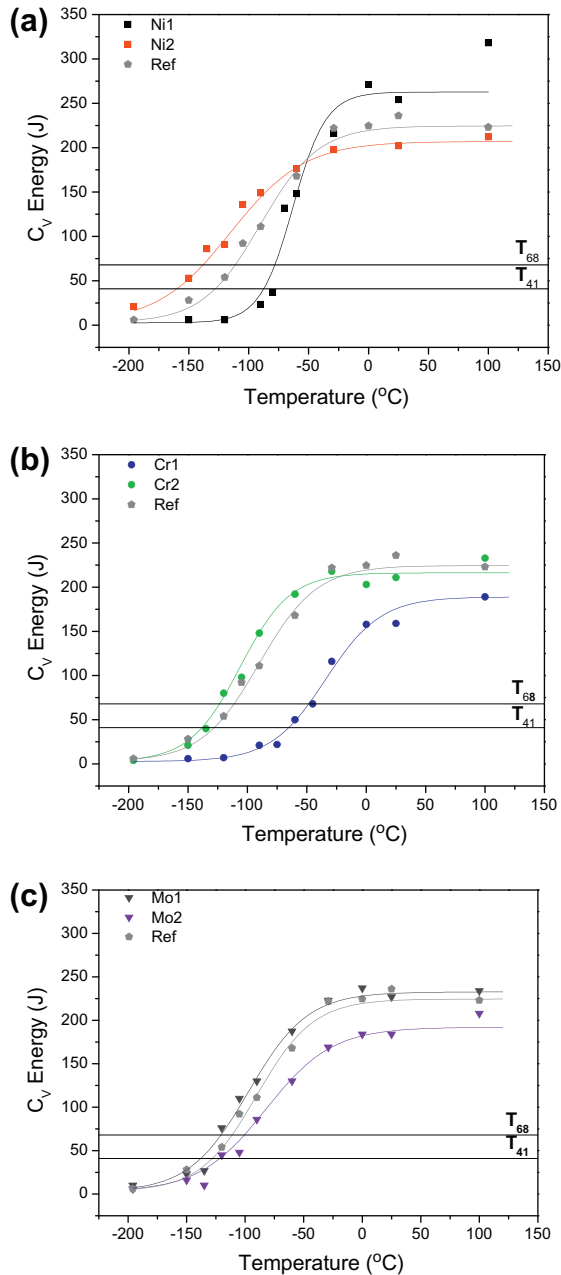 (a)
Ni1
Ni2
Ref
350
300
250
200
150
100
50
0
C_V Energy (J)
T_68
T_41
-200 -150 -100 -50 0 50 100 150
Temperature (°C)
(b)
Cr1
Cr2
Ref
350
300
250
200
150
100
50
0
C_V Energy (J)
T_68
T_41
-200 -150 -100 -50 0 50 100 150
Temperature (°C)
(c)
Mo1
Mo2
Ref
350
300
250
200
150
100
50
0
C_V Energy (J)
T_68
T_41
-200 -150 -100 -50 0 50 100 150
Temperature (°C)